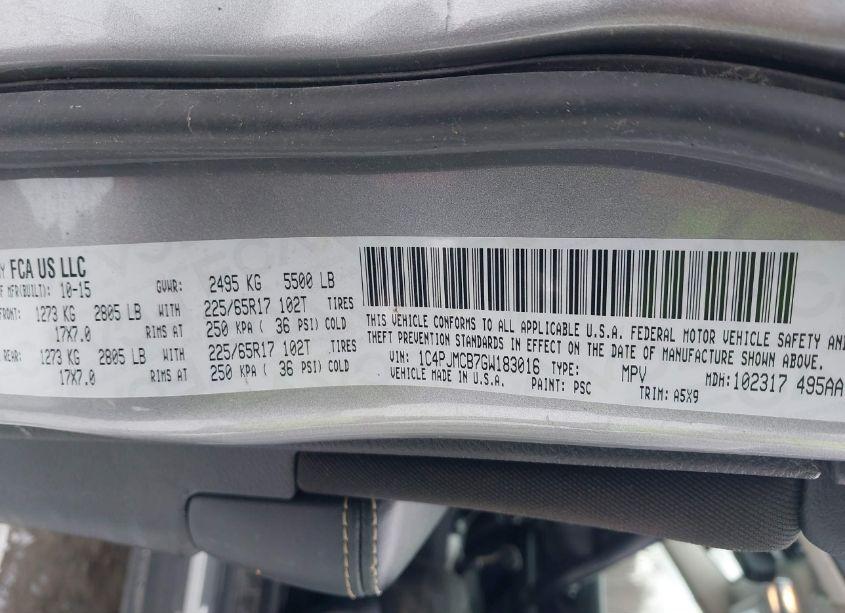 Y FCA US LLC
F MFR(BUILT): 10-15 GVWR: 2495 KG 5500 LB
FRONT: 1273 KG 2805 LB WITH 225/65R17 102T TIRES
17X7.0 RIMS AT 250 KPA ( 36 PSI) COLD
REAR: 1273 KG 2805 LB WITH 225/65R17 102T TIRES
17X7.0 RIMS AT 250 KPA ( 36 PSI) COLD
THIS VEHICLE CONFORMS TO ALL APPLICABLE U.S.A. FEDERAL MOTOR VEHICLE SAFETY AND
THEFT PREVENTION STANDARDS IN EFFECT ON THE DATE OF MANUFACTURE SHOWN ABOVE.
VIN: 1C4PJMCB7GW183016 TYPE: MPV MDH:102317 495AA
VEHICLE MADE IN U.S.A. PAINT: PSC TRIM: A5X9